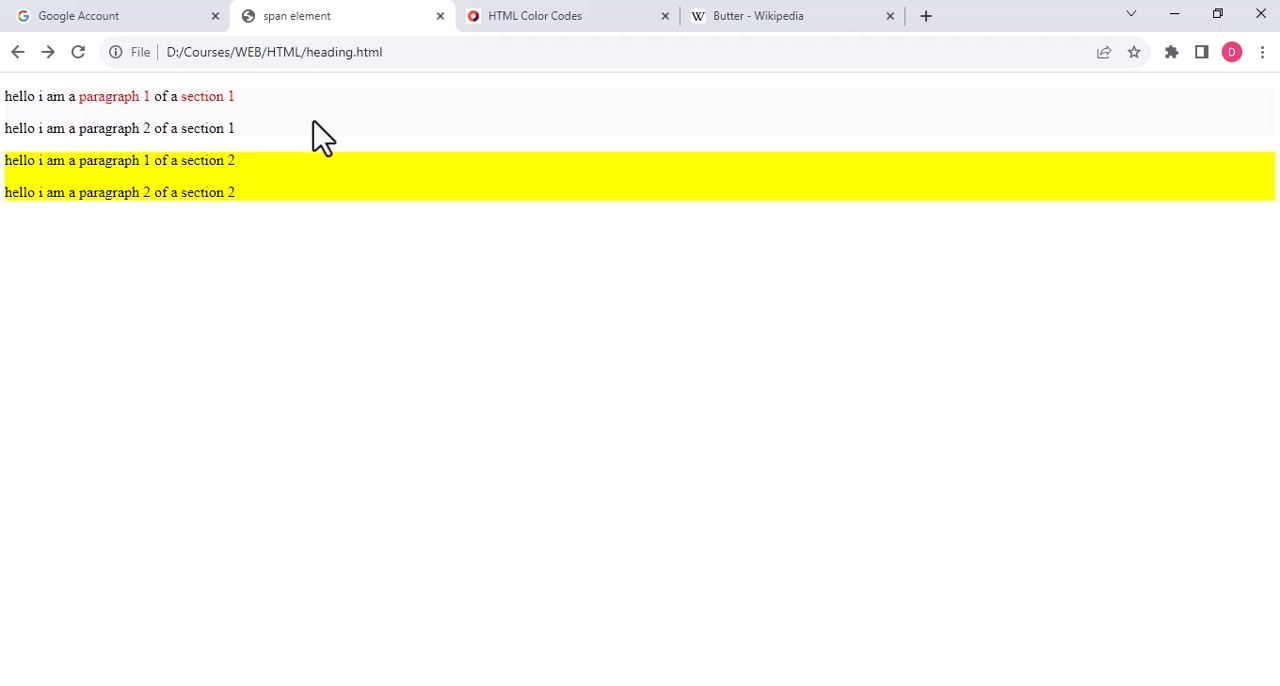 Google Account
span element
HTML Color Codes
W Butter - Wikipedia
File D:/Courses/WEB/HTML/heading.html
D
hello i am a paragraph 1 of a section 1
hello i am a paragraph 2 of a section 1
hello i am a paragraph 1 of a section 2
hello i am a paragraph 2 of a section 2